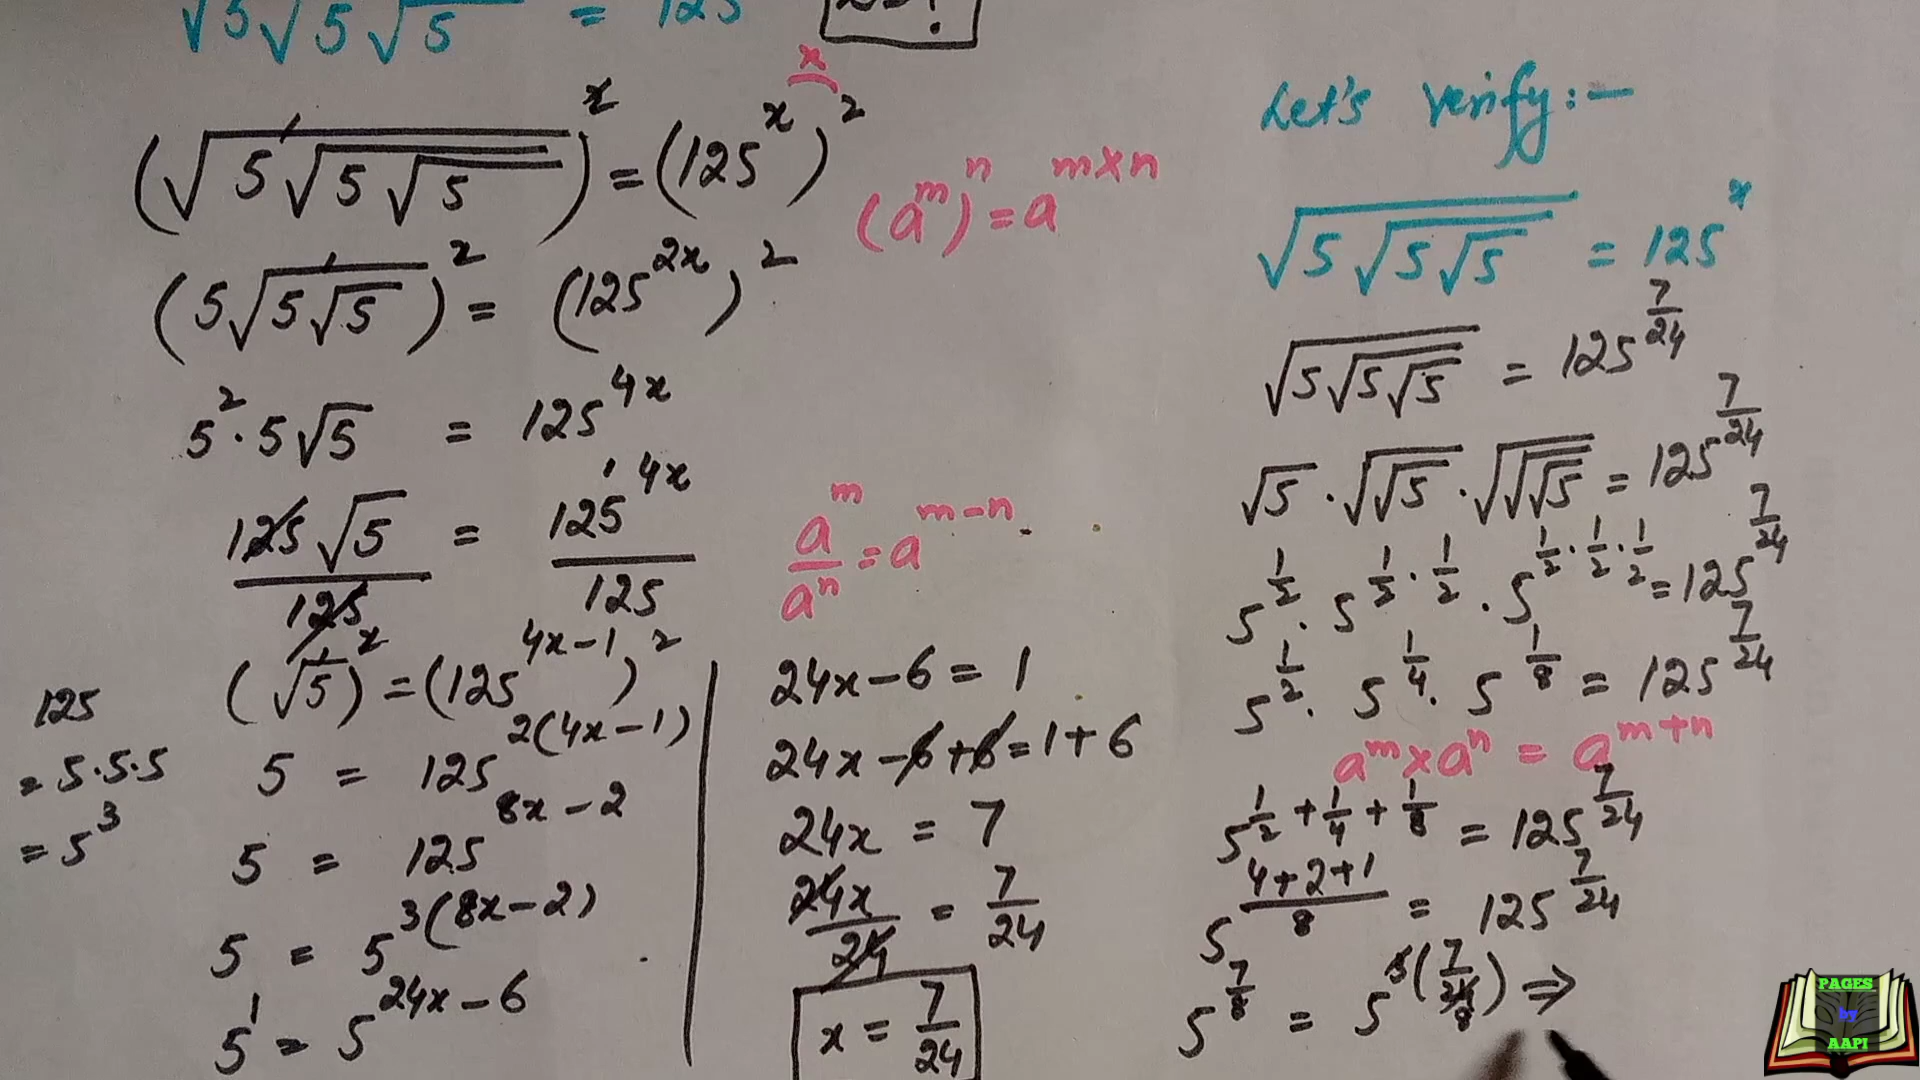 √5√5√5 = 125
x = ?
(√5√5√5)² = (125^x)²
x
(a^m)^n = a^m×n
(5√5√5)² = (125^2x)²
5²·5√5 = 125^4x
125√5/125 = 125^4x/125
a^m/a^n = a^m-n
(√5)² = (125^4x-1)²
5 = 125^2(4x-1)
5 = 125^8x-2
5 = 5^3(8x-2)
5^1 = 5^24x-6
125
= 5·5·5
= 5³
24x-6 = 1
24x-6+6 = 1+6
24x = 7
24x/24 = 7/24
x = 7/24
Let's verify:-
√5√5√5 = 125^x
√5√5√5 = 125^7/24
√5·√√5·√√√5 = 125^7/24
5^1/2·5^1/2·1/2·5^1/2·1/2·1/2 = 125^7/24
5^1/2·5^1/4·5^1/8 = 125^7/24
a^m×a^n = a^m+n
5^1/2+1/4+1/8 = 125^7/24
5^4+2+1/8 = 125^7/24
5^7/8 = 5^3(7/24 8) ⇒
PAGES
by
AAPI